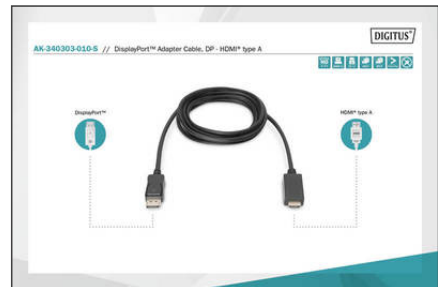 DIGITUS®
AK-340303-010-S // DisplayPort™ Adapter Cable, DP - HDMI® type A
DisplayPort™
HDMI® type A